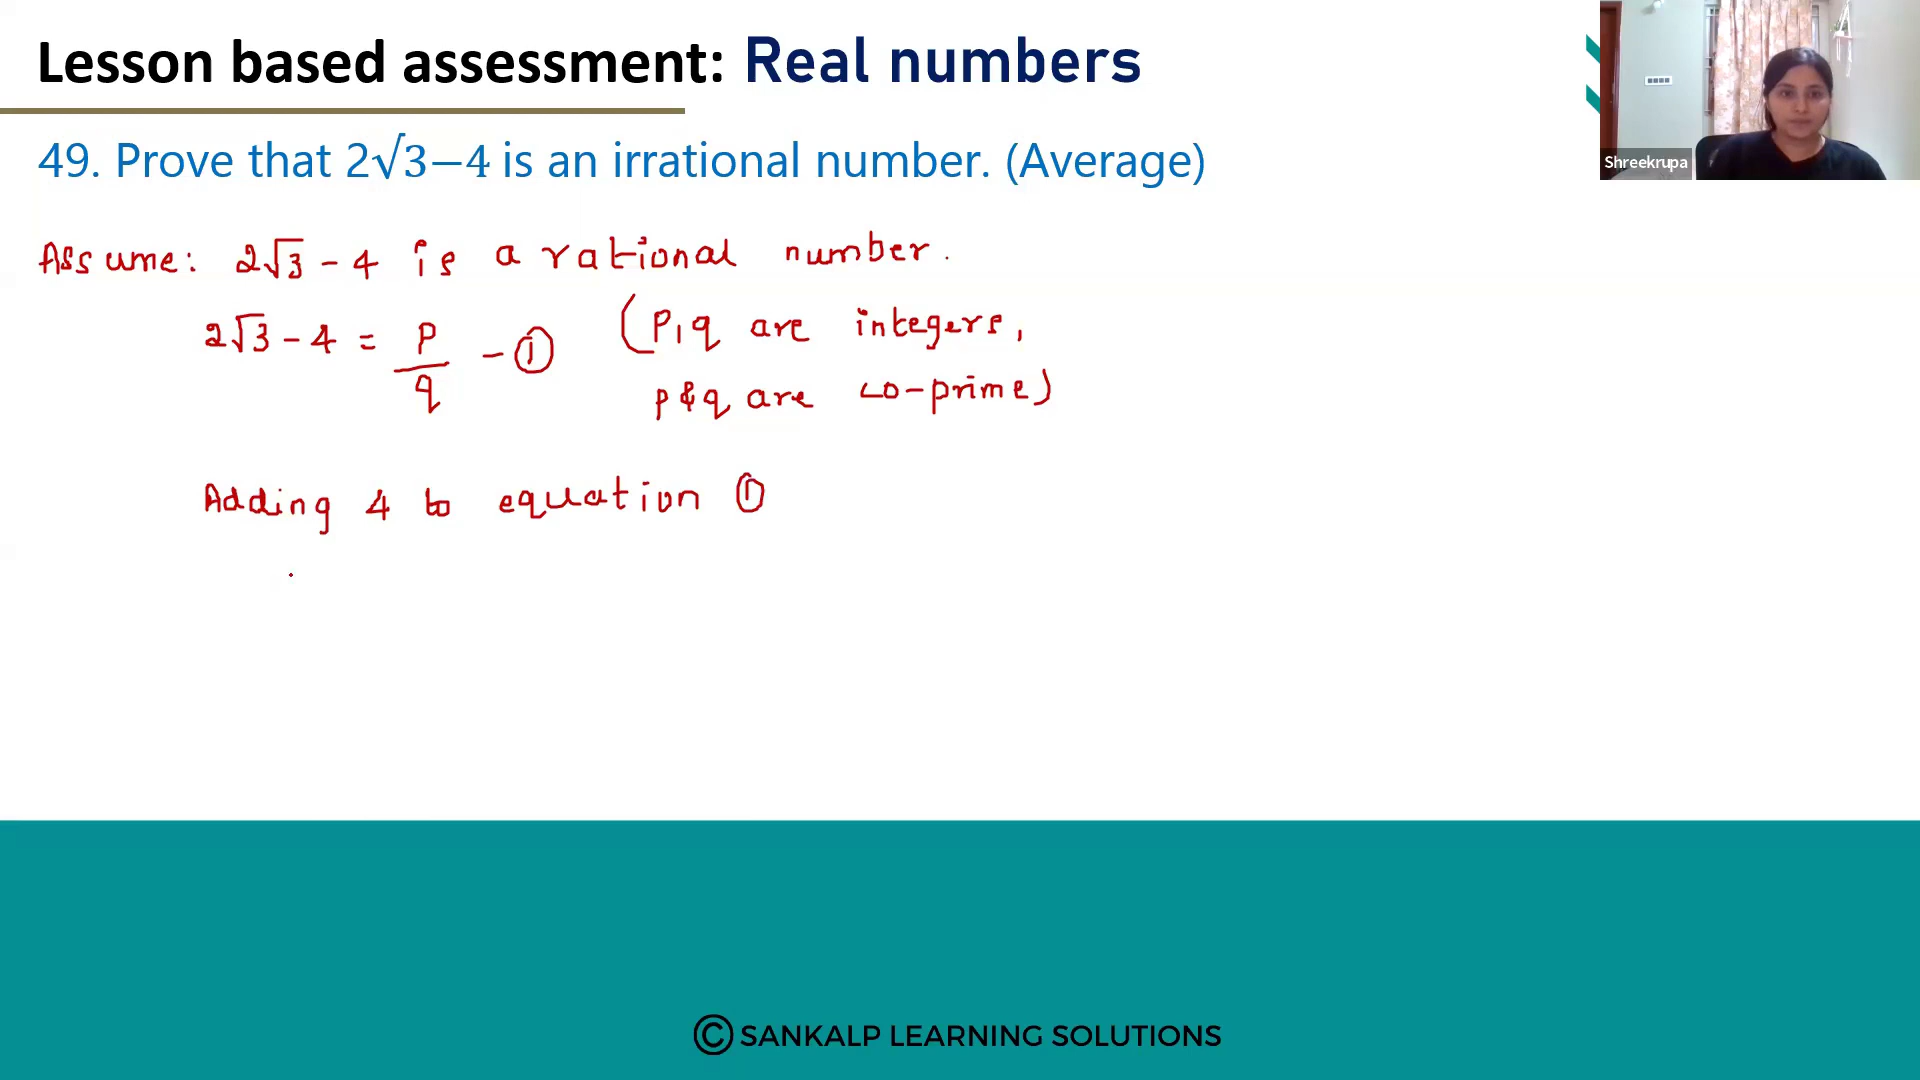 Lesson based assessment: Real numbers
Shreekrupa
49. Prove that 2√3−4 is an irrational number. (Average)
Assume: 2√3 - 4 is a rational number.
2√3 - 4 = p/q - ① (P, q are integers,
p & q are co-prime)
Adding 4 to equation ①
© SANKALP LEARNING SOLUTIONS